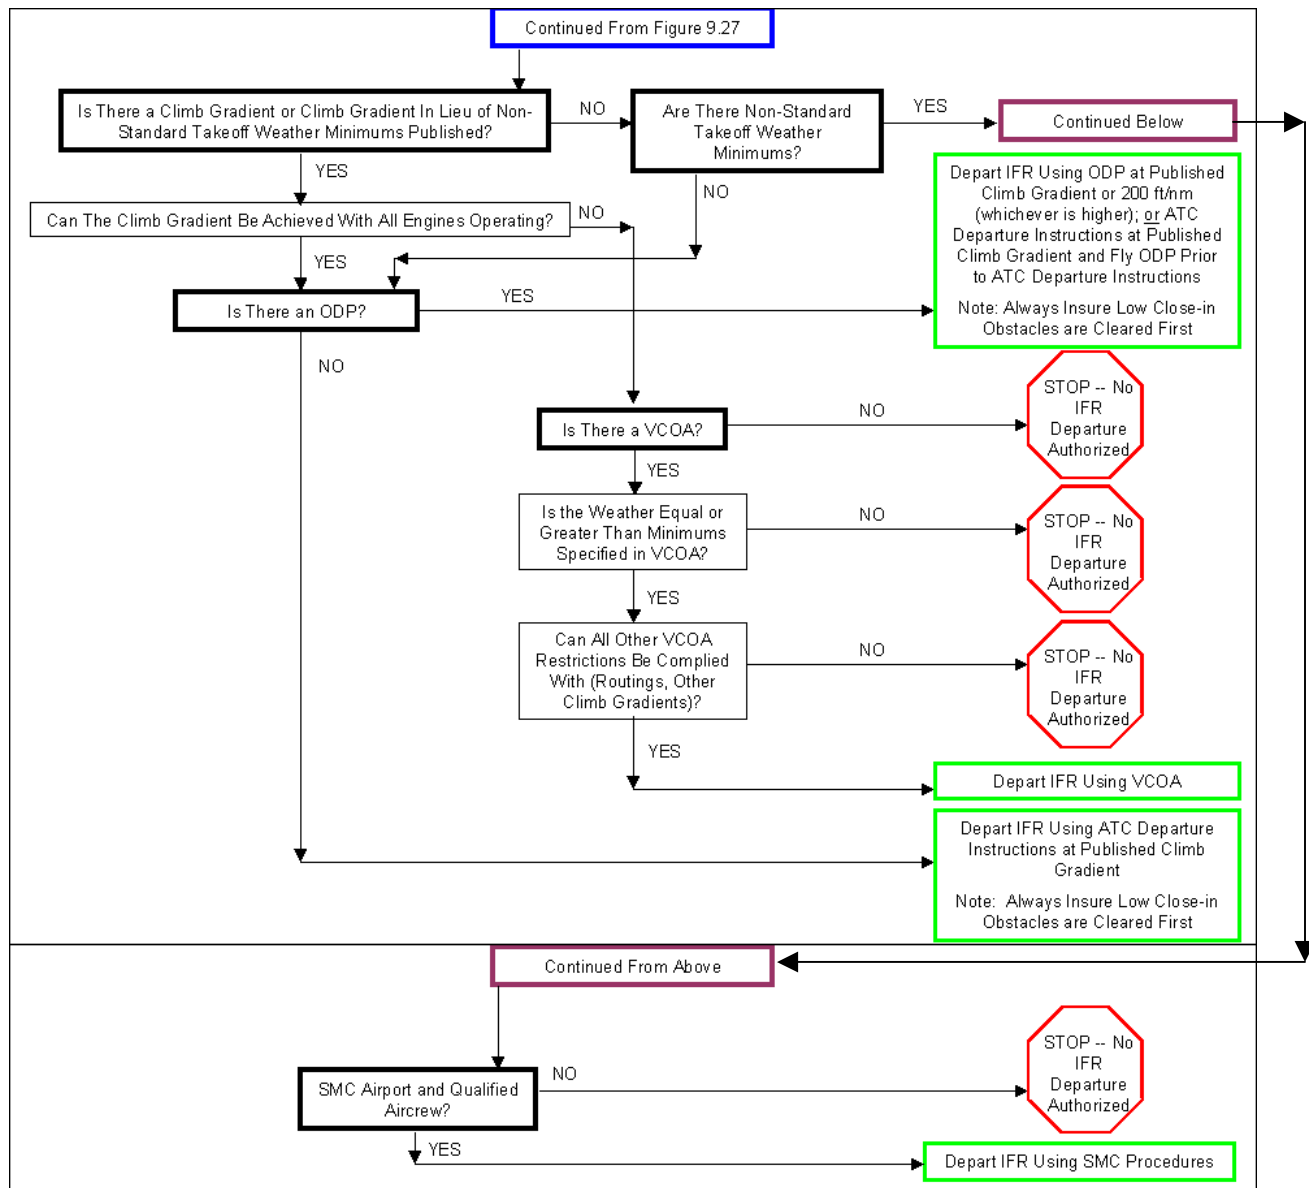 Continued From Figure 9.27
Is There a Climb Gradient or Climb Gradient In Lieu of Non-
Standard Takeoff Weather Minimums Published?
NO
Are There Non-Standard
Takeoff Weather
Minimums?
YES
Continued Below
YES
NO
Can The Climb Gradient Be Achieved With All Engines Operating?
NO
YES
Is There an ODP?
YES
Depart IFR Using ODP at Published
Climb Gradient or 200 ft/nm
(whichever is higher); or ATC
Departure Instructions at Published
Climb Gradient and Fly ODP Prior
to ATC Departure Instructions
Note: Always Insure Low Close-in
Obstacles are Cleared First
NO
Is There a VCOA?
NO
STOP -- No
IFR
Departure
Authorized
YES
Is the Weather Equal or
Greater Than Minimums
Specified in VCOA?
NO
STOP -- No
IFR
Departure
Authorized
YES
Can All Other VCOA
Restrictions Be Complied
With (Routings, Other
Climb Gradients)?
NO
STOP -- No
IFR
Departure
Authorized
YES
Depart IFR Using VCOA
Depart IFR Using ATC Departure
Instructions at Published Climb
Gradient
Note: Always Insure Low Close-in
Obstacles are Cleared First
Continued From Above
SMC Airport and Qualified
Aircrew?
NO
STOP -- No
IFR
Departure
Authorized
YES
Depart IFR Using SMC Procedures